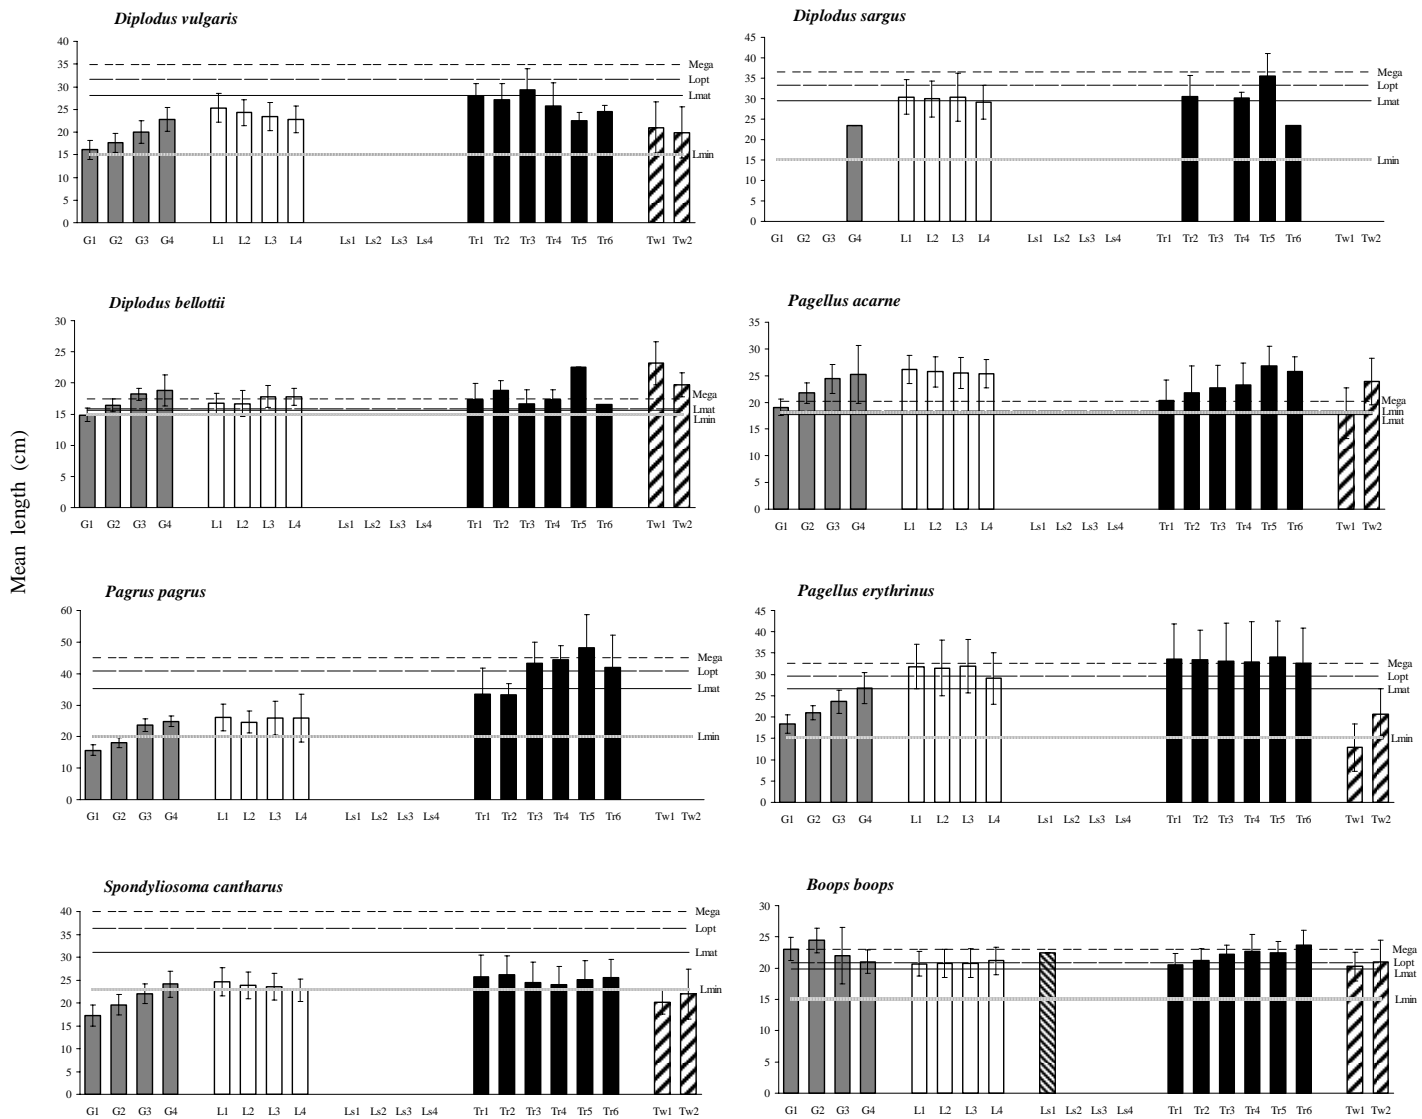 Mean length (cm)
Diplodus vulgaris
40
35
30
25
20
15
10
5
0
Mega
Lopt
Lmat
Lmin
G1 G2 G3 G4 L1 L2 L3 L4 Ls1 Ls2 Ls3 Ls4 Tr1 Tr2 Tr3 Tr4 Tr5 Tr6 Tw1 Tw2
Diplodus sargus
45
40
35
30
25
20
15
10
5
0
Mega
Lopt
Lmat
Lmin
G1 G2 G3 G4 L1 L2 L3 L4 Ls1 Ls2 Ls3 Ls4 Tr1 Tr2 Tr3 Tr4 Tr5 Tr6 Tw1 Tw2
Diplodus bellottii
30
25
20
15
10
5
0
Mega
Lmat
Lmin
G1 G2 G3 G4 L1 L2 L3 L4 Ls1 Ls2 Ls3 Ls4 Tr1 Tr2 Tr3 Tr4 Tr5 Tr6 Tw1 Tw2
Pagellus acarne
35
30
25
20
15
10
5
0
Mega
Lmin
Lmat
G1 G2 G3 G4 L1 L2 L3 L4 Ls1 Ls2 Ls3 Ls4 Tr1 Tr2 Tr3 Tr4 Tr5 Tr6 Tw1 Tw2
Pagrus pagrus
60
50
40
30
20
10
0
Mega
Lopt
Lmat
Lmin
G1 G2 G3 G4 L1 L2 L3 L4 Ls1 Ls2 Ls3 Ls4 Tr1 Tr2 Tr3 Tr4 Tr5 Tr6 Tw1 Tw2
Pagellus erythrinus
45
40
35
30
25
20
15
10
5
0
Mega
Lopt
Lmat
Lmin
G1 G2 G3 G4 L1 L2 L3 L4 Ls1 Ls2 Ls3 Ls4 Tr1 Tr2 Tr3 Tr4 Tr5 Tr6 Tw1 Tw2
Spondyliosoma cantharus
40
35
30
25
20
15
10
5
0
Mega
Lopt
Lmat
Lmin
G1 G2 G3 G4 L1 L2 L3 L4 Ls1 Ls2 Ls3 Ls4 Tr1 Tr2 Tr3 Tr4 Tr5 Tr6 Tw1 Tw2
Boops boops
30
25
20
15
10
5
0
Mega
Lopt
Lmat
Lmin
G1 G2 G3 G4 L1 L2 L3 L4 Ls1 Ls2 Ls3 Ls4 Tr1 Tr2 Tr3 Tr4 Tr5 Tr6 Tw1 Tw2